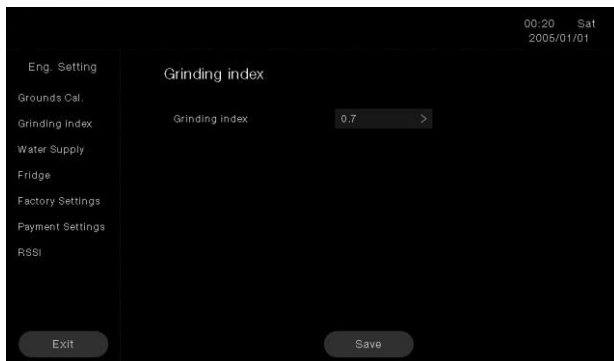 00:20 Sat
2005/01/01
Eng. Setting
Grounds Cal.
Grinding index
Water Supply
Fridge
Factory Settings
Payment Settings
RSSI
Exit
Grinding index
Grinding index 0.7 >
Save